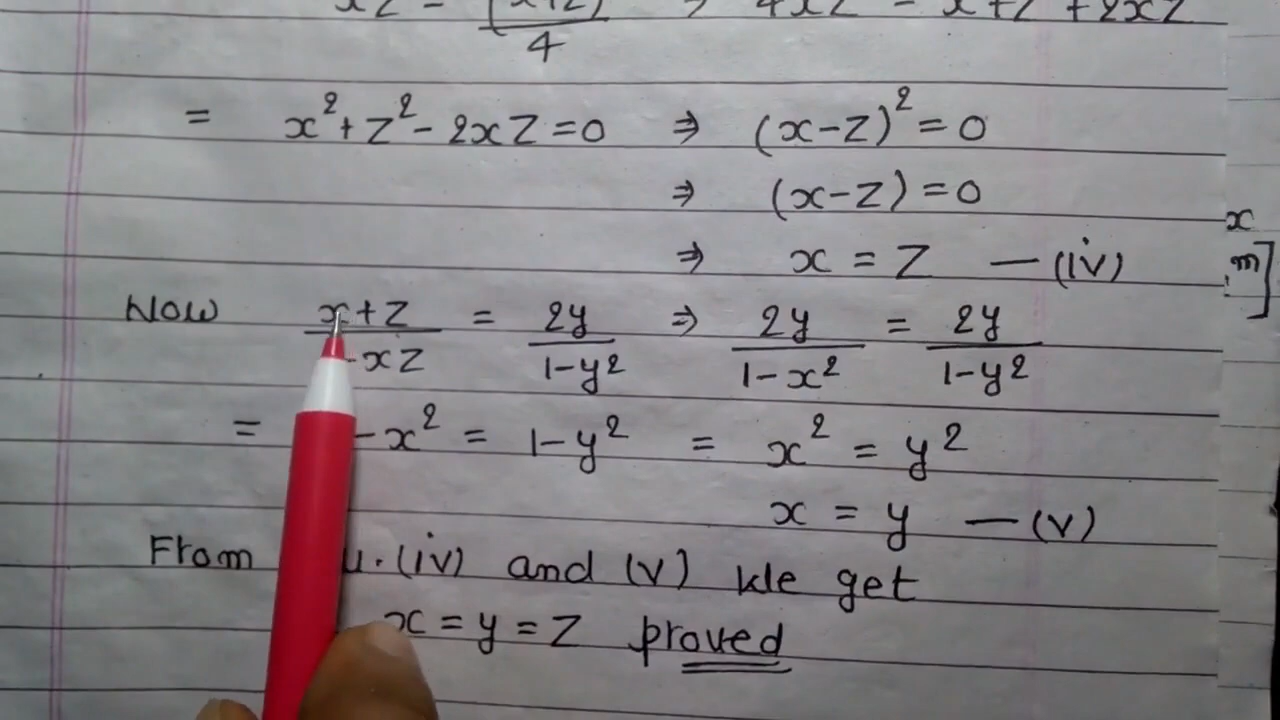 4
= x² + z² - 2xz = 0 ⇒ (x-z)² = 0
⇒ (x-z) = 0
⇒ x = z — (iv)
Now x+z/-xz = 2y/1-y² ⇒ 2y/1-x² = 2y/1-y²
= -x² = 1-y² = x² = y²
x = y — (v)
From (iv) and (v) We get
x = y = z proved